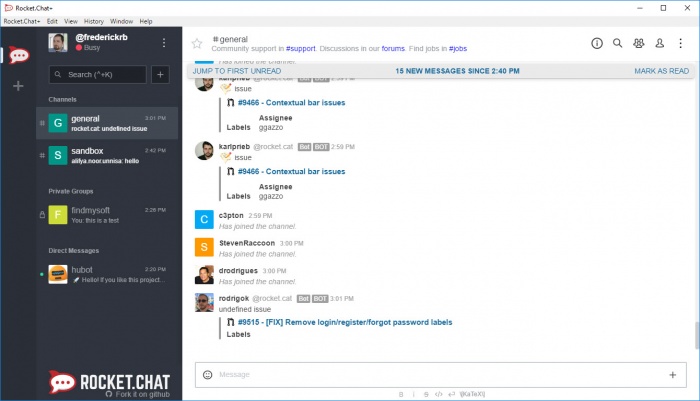 Rocket.Chat+
Rocket.Chat+ Edit View History Window Help
@frederickrb
Busy
Search (^+K)
Channels
G general 3:01 PM
rocket.cat: undefined issue
S sandbox 2:42 PM
alifya.noor.unnisa: hello
Private Groups
F findmysoft 2:28 PM
You: this is a test
Direct Messages
hubot 2:20 PM
Hello! If you like this project...
ROCKET.CHAT
Fork it on github
#general
Community support in #support. Discussions in our forums. Find jobs in #jobs
Has joined the channel.
JUMP TO FIRST UNREAD 15 NEW MESSAGES SINCE 2:40 PM MARK AS READ
karlprieb @rocket.cat Bot BOT 2:59 PM
issue
#9466 - Contextual bar issues
Assignee
Labels ggazzo
karlprieb @rocket.cat Bot BOT 2:59 PM
issue
#9466 - Contextual bar issues
Assignee
Labels ggazzo
C c3pton 2:59 PM
Has joined the channel.
S StevenRaccoon 3:00 PM
Has joined the channel.
drodrigues 3:00 PM
Has joined the channel.
rodrigok @rocket.cat Bot BOT 3:01 PM
undefined issue
#9515 - [FIX] Remove login/register/forgot password labels
Labels
Message
B I S </> \[KaTeX\]